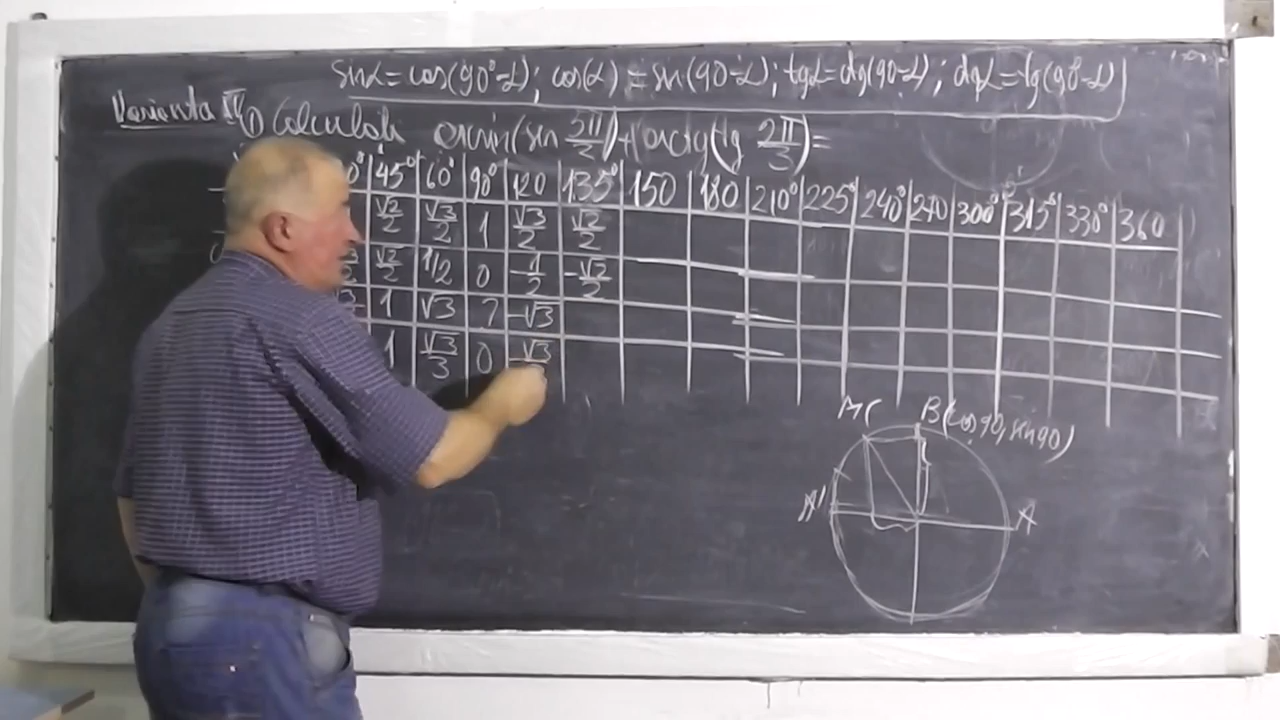 sinα = cos(90°-α); cos(α) = sin(90-α); tgα = ctg(90-α); ctgα = tg(90-α)
Varianta
1) Calculati arcsin(sin 5π/2) + arctg(tg 2π/3) =
0° 45° 60° 90° 120 135° 150 180 210° 225° 240° 270 300° 315° 330° 360
√2/2 √3/2 1 √3/2 √2/2
√2/2 1/2 0 -1/2 -√2/2
1 √3 ? -√3
1 √3/3 0 -√3
M( B(cos90, sin90)
A' A